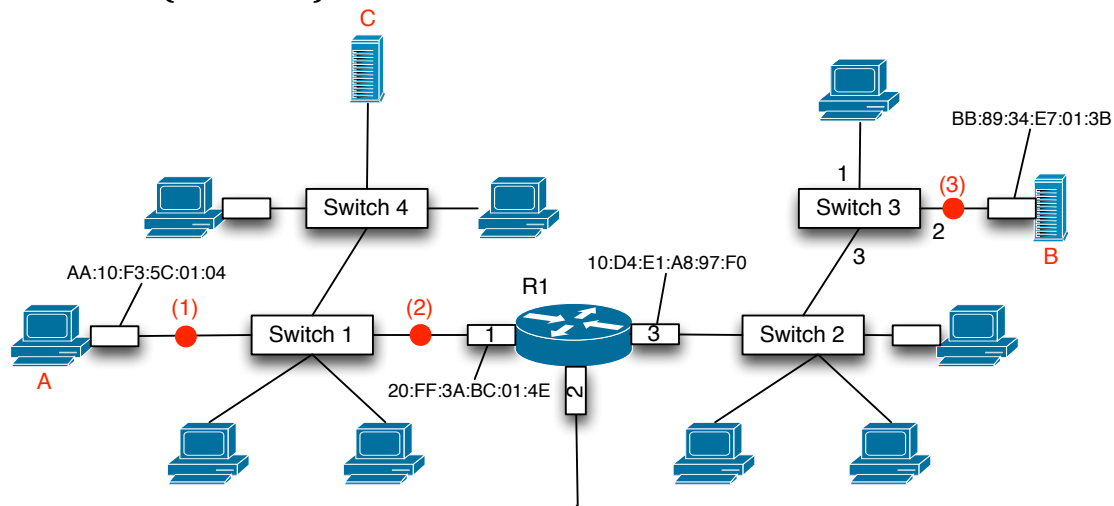 C
BB:89:34:E7:01:3B
1
Switch 4
Switch 3
(3)
2
B
3
AA:10:F3:5C:01:04
10:D4:E1:A8:97:F0
R1
(1)
(2)
A
Switch 1
1
3
Switch 2
20:FF:3A:BC:01:4E
2